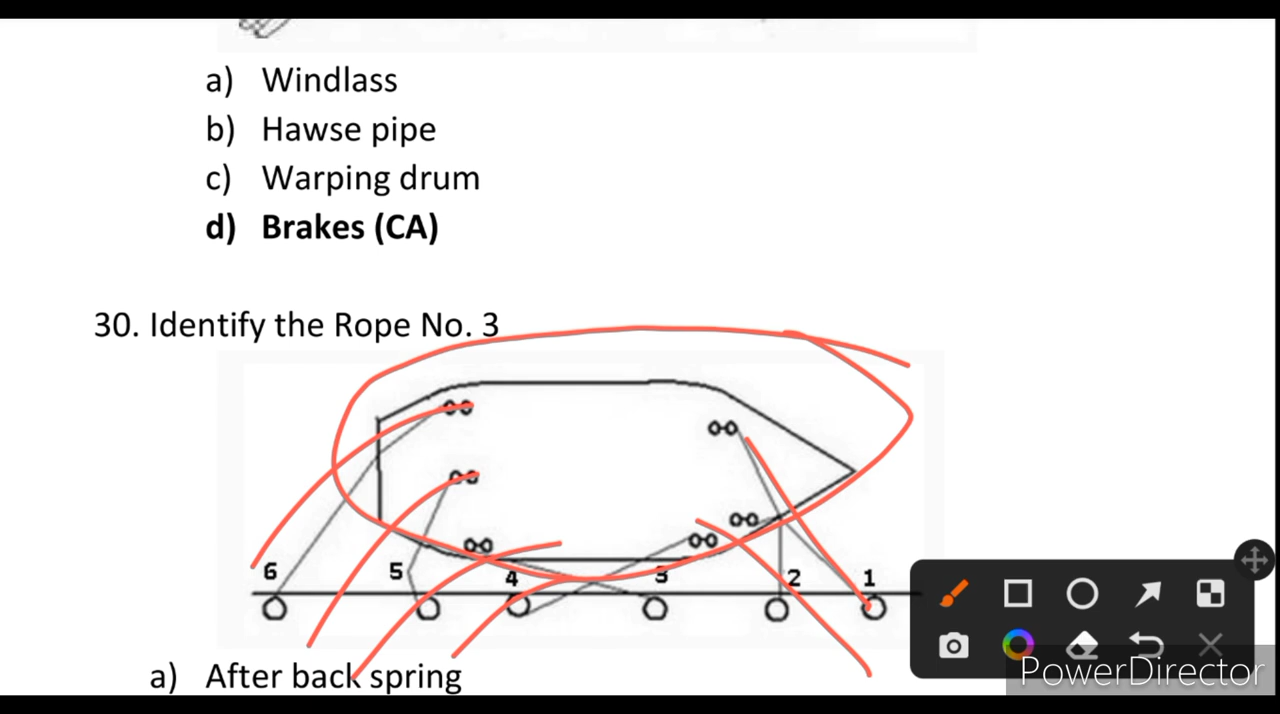 a) Windlass
b) Hawse pipe
c) Warping drum
d) Brakes (CA)
30. Identify the Rope No. 3
6 5 4 3 2 1
a) After back spring
PowerDirector